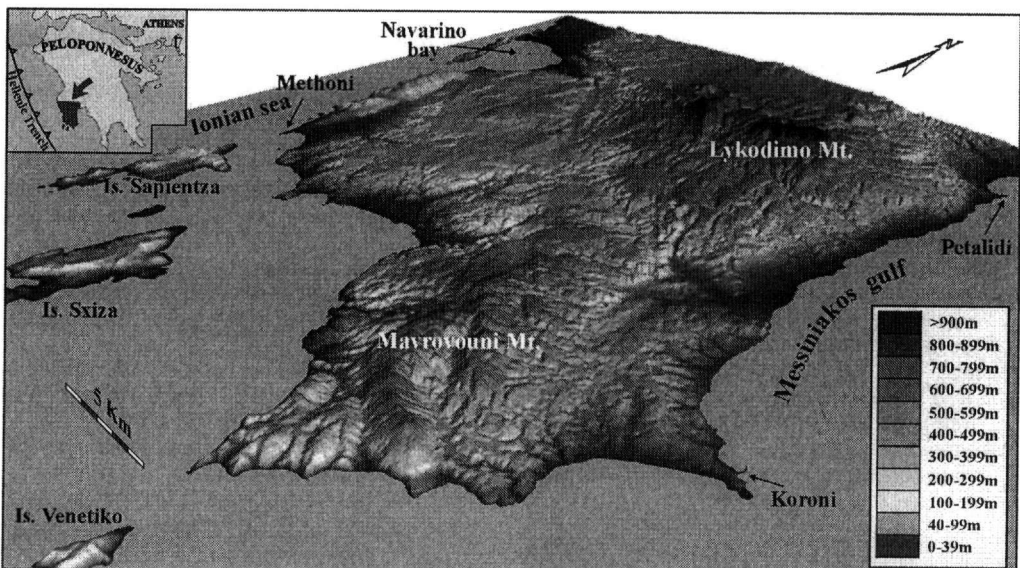 ATHENS
PELOPONNESUS
Hellenic Trench
Navarino
bay
Methoni
Ionian sea
Lykodimo Mt.
Is. Sapientza
Petalidi
Is. Sxiza
Messiniakos gulf
Mavrovouni Mt.
5 Km
Koroni
Is. Venetiko
>900m
800-899m
700-799m
600-699m
500-599m
400-499m
300-399m
200-299m
100-199m
40-99m
0-39m